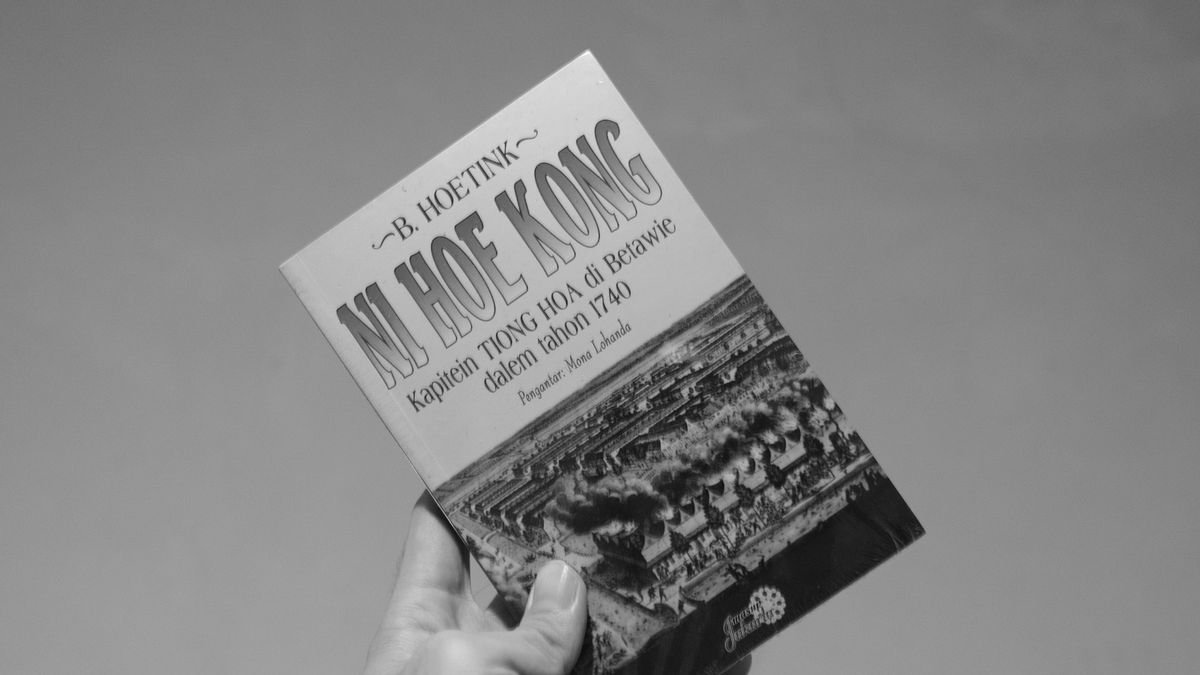 ~B. HOETINK~
NI HOE KONG
Kapitein TIONG HOA di Betawie
dalem tahon 1740
Pengantar: Mona Lohanda